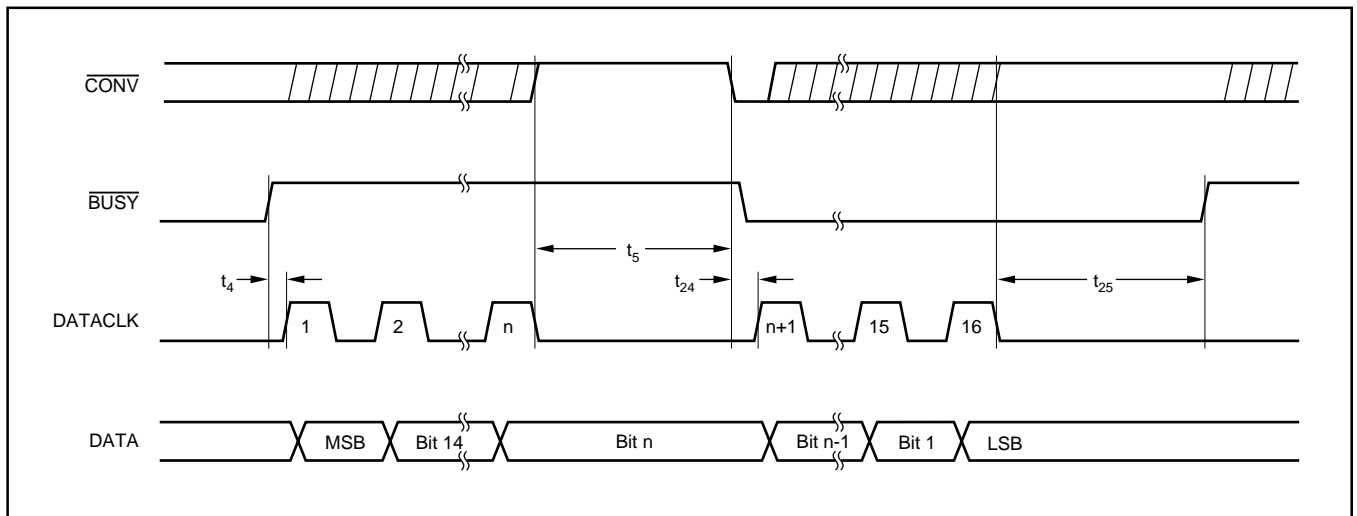 CONV
BUSY
t5
t4
t24
t25
DATACLK
1 2 n n+1 15 16
DATA
MSB Bit 14 Bit n Bit n-1 Bit 1 LSB